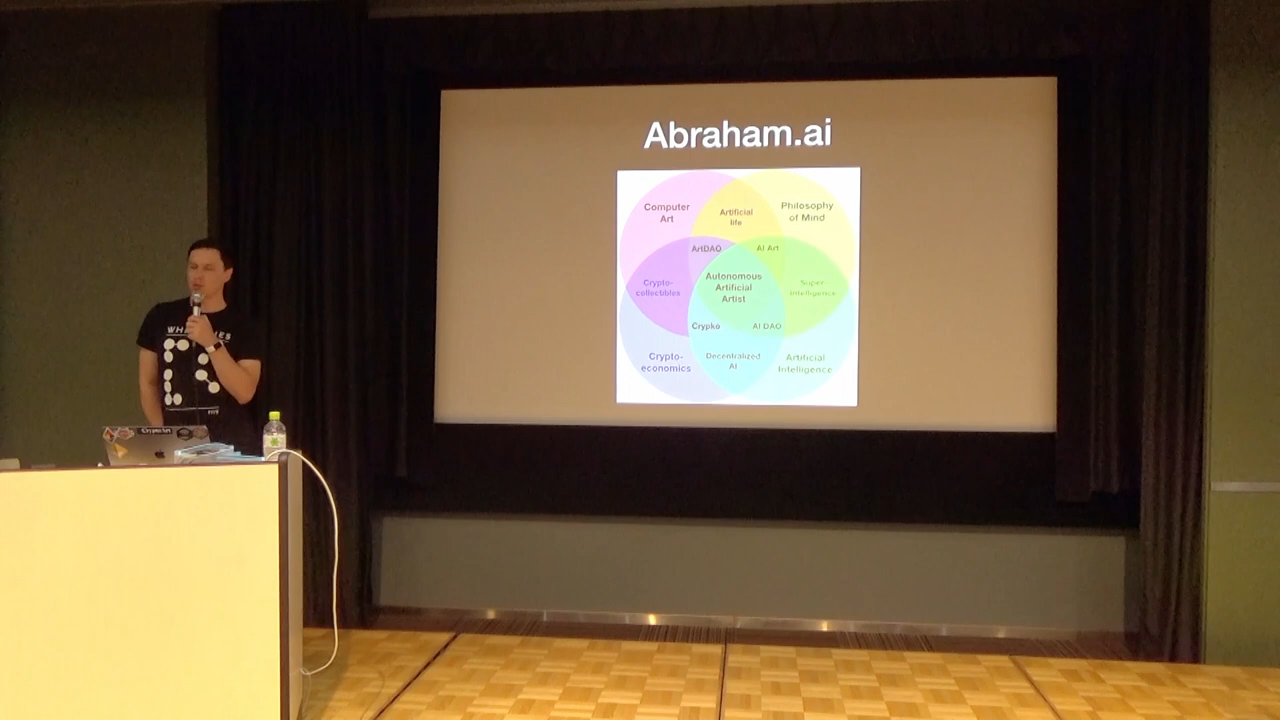 Abraham.ai
Computer
Art
Artificial
life
Philosophy
of Mind
ArtDAO
AI Art
Crypto-
collectibles
Autonomous
Artificial
Artist
Super
Intelligence
Crypko
AI DAO
Crypto-
economics
Decentralized
AI
Artificial
Intelligence